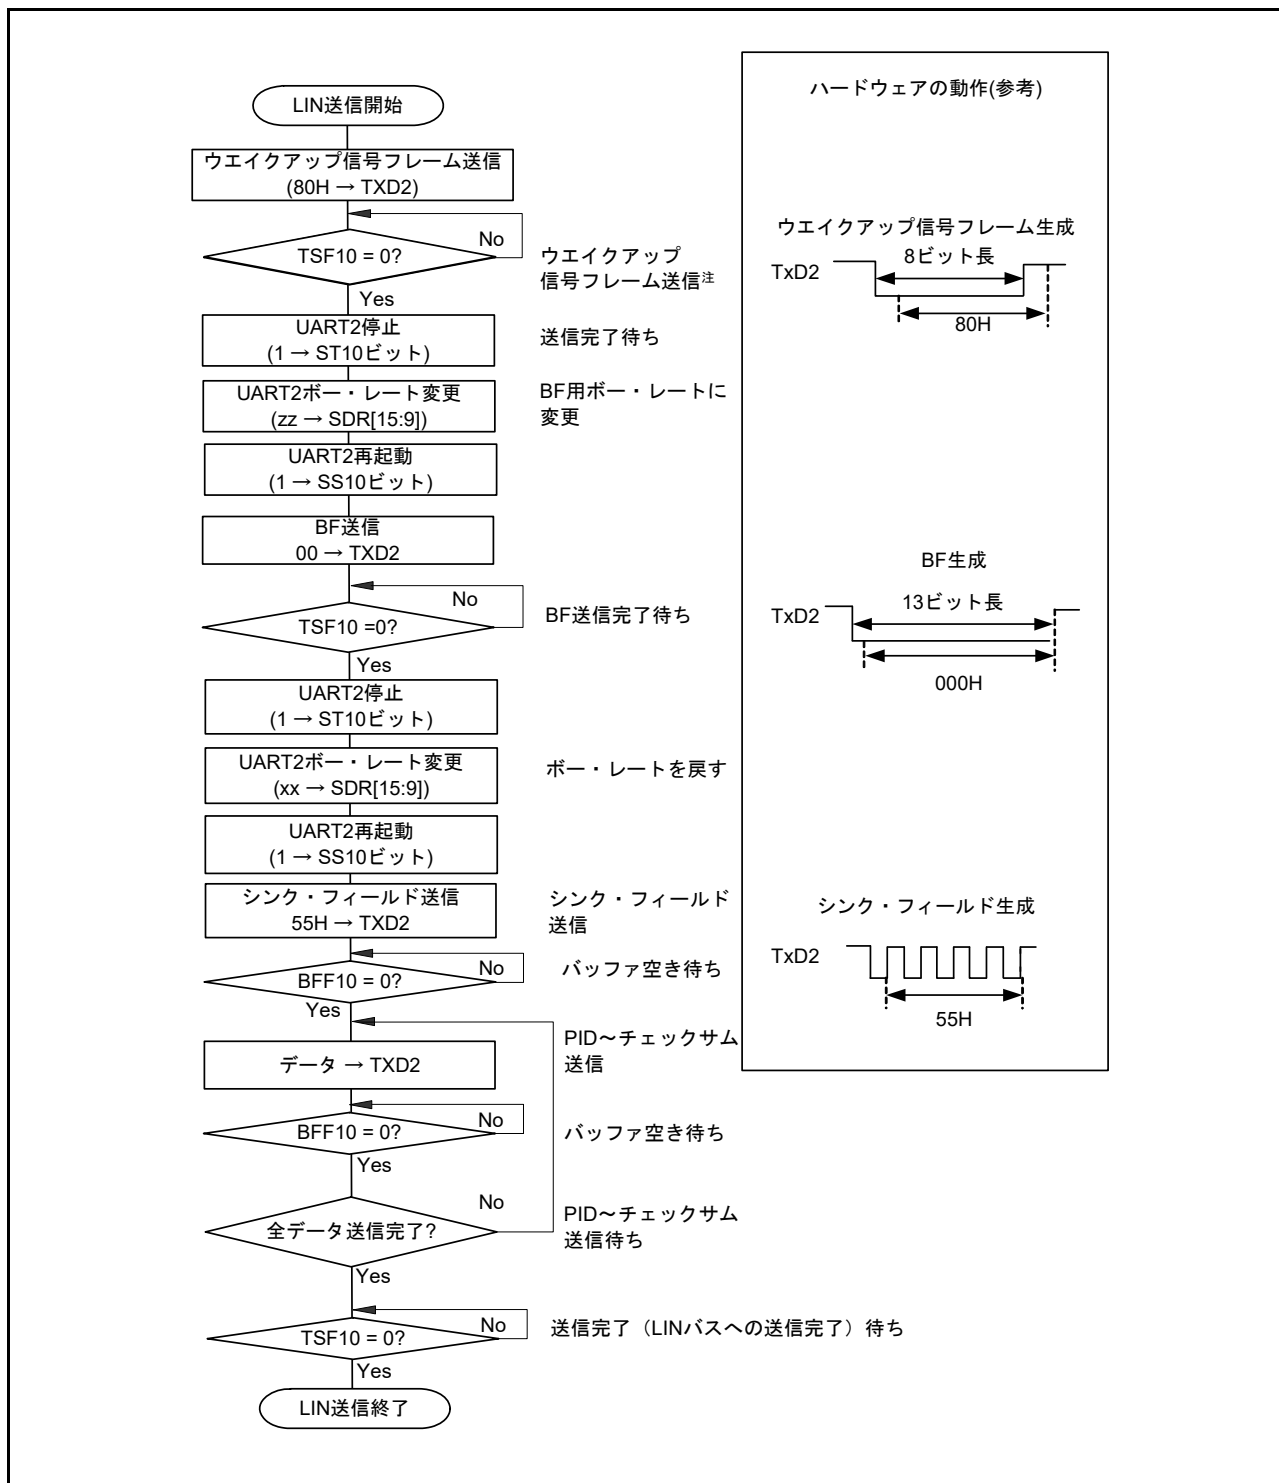 LIN送信開始
ウエイクアップ信号フレーム送信
(80H → TXD2)
TSF10 = 0?
No
Yes
ウエイクアップ
信号フレーム送信注
UART2停止
(1 → ST10ビット)
送信完了待ち
UART2ボー・レート変更
(zz → SDR[15:9])
BF用ボー・レートに
変更
UART2再起動
(1 → SS10ビット)
BF送信
00 → TXD2
No
TSF10 =0?
BF送信完了待ち
Yes
UART2停止
(1 → ST10ビット)
UART2ボー・レート変更
(xx → SDR[15:9])
ボー・レートを戻す
UART2再起動
(1 → SS10ビット)
シンク・フィールド送信
55H → TXD2
シンク・フィールド
送信
No
BFF10 = 0?
バッファ空き待ち
Yes
データ → TXD2
PID～チェックサム
送信
No
BFF10 = 0?
バッファ空き待ち
Yes
No
全データ送信完了?
PID～チェックサム
送信待ち
Yes
No
TSF10 = 0?
送信完了（LINバスへの送信完了）待ち
Yes
LIN送信終了
ハードウェアの動作(参考)
ウエイクアップ信号フレーム生成
8ビット長
TxD2
80H
BF生成
13ビット長
TxD2
000H
シンク・フィールド生成
TxD2
55H